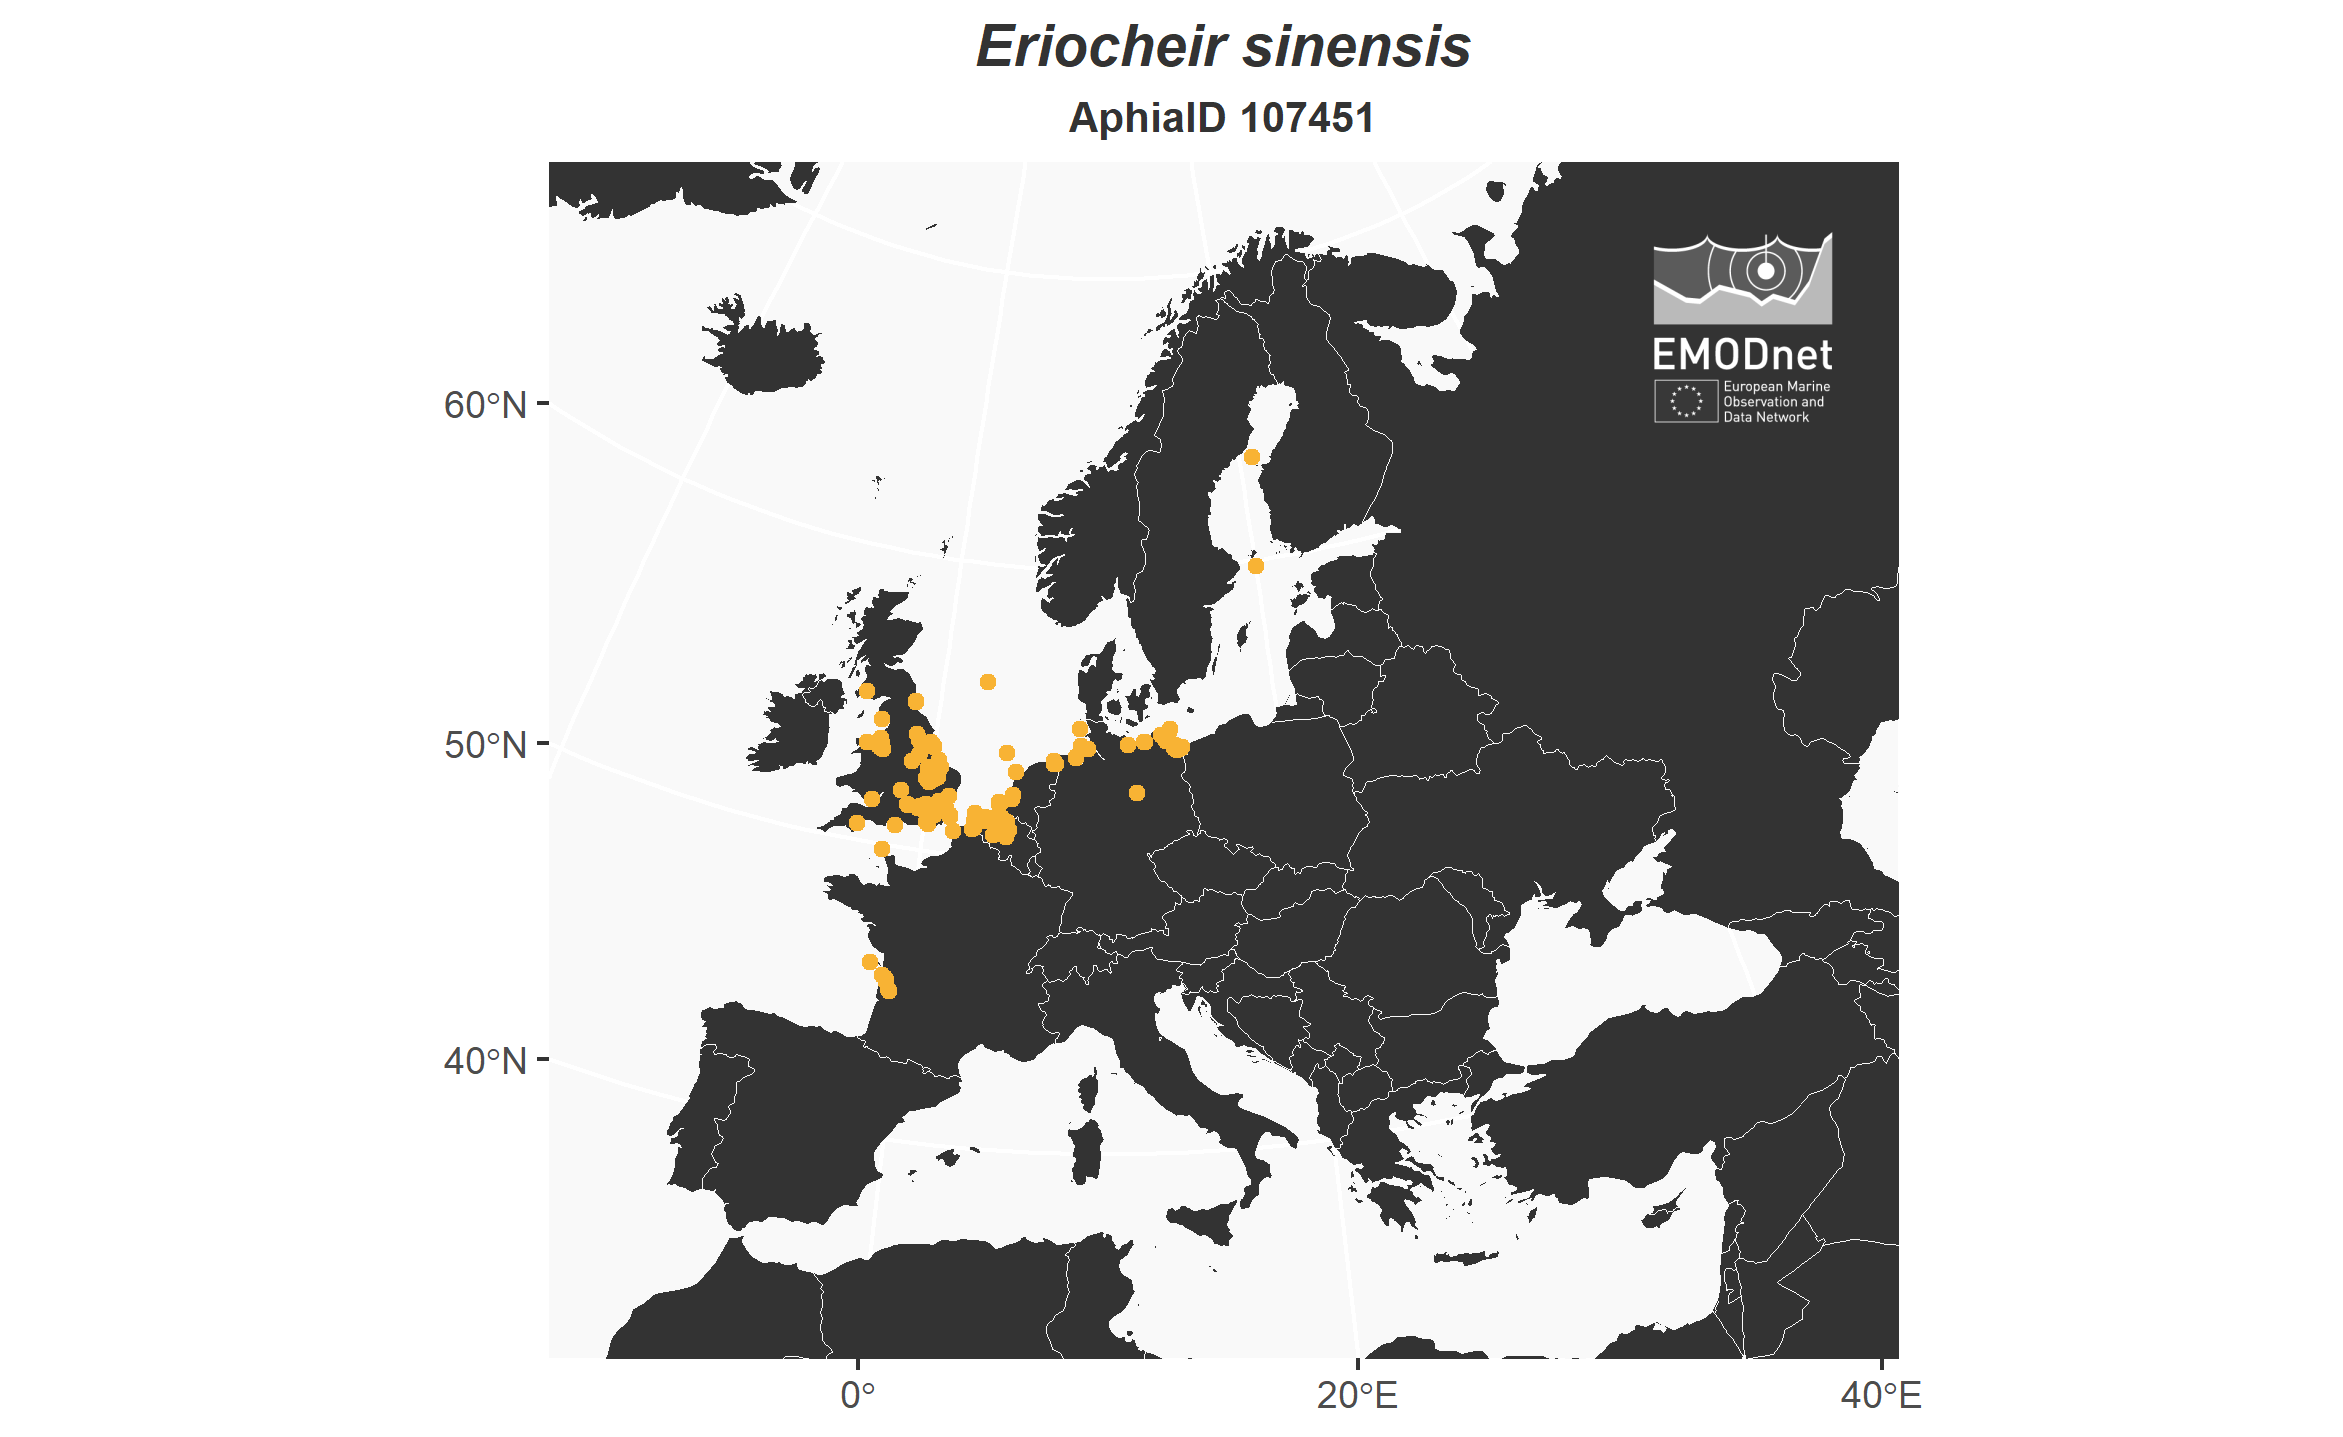 Eriocheir sinensis
AphiaID 107451
EMODnet
European Marine
Observation and
Data Network
60°N
50°N
40°N
0°
20°E
40°E